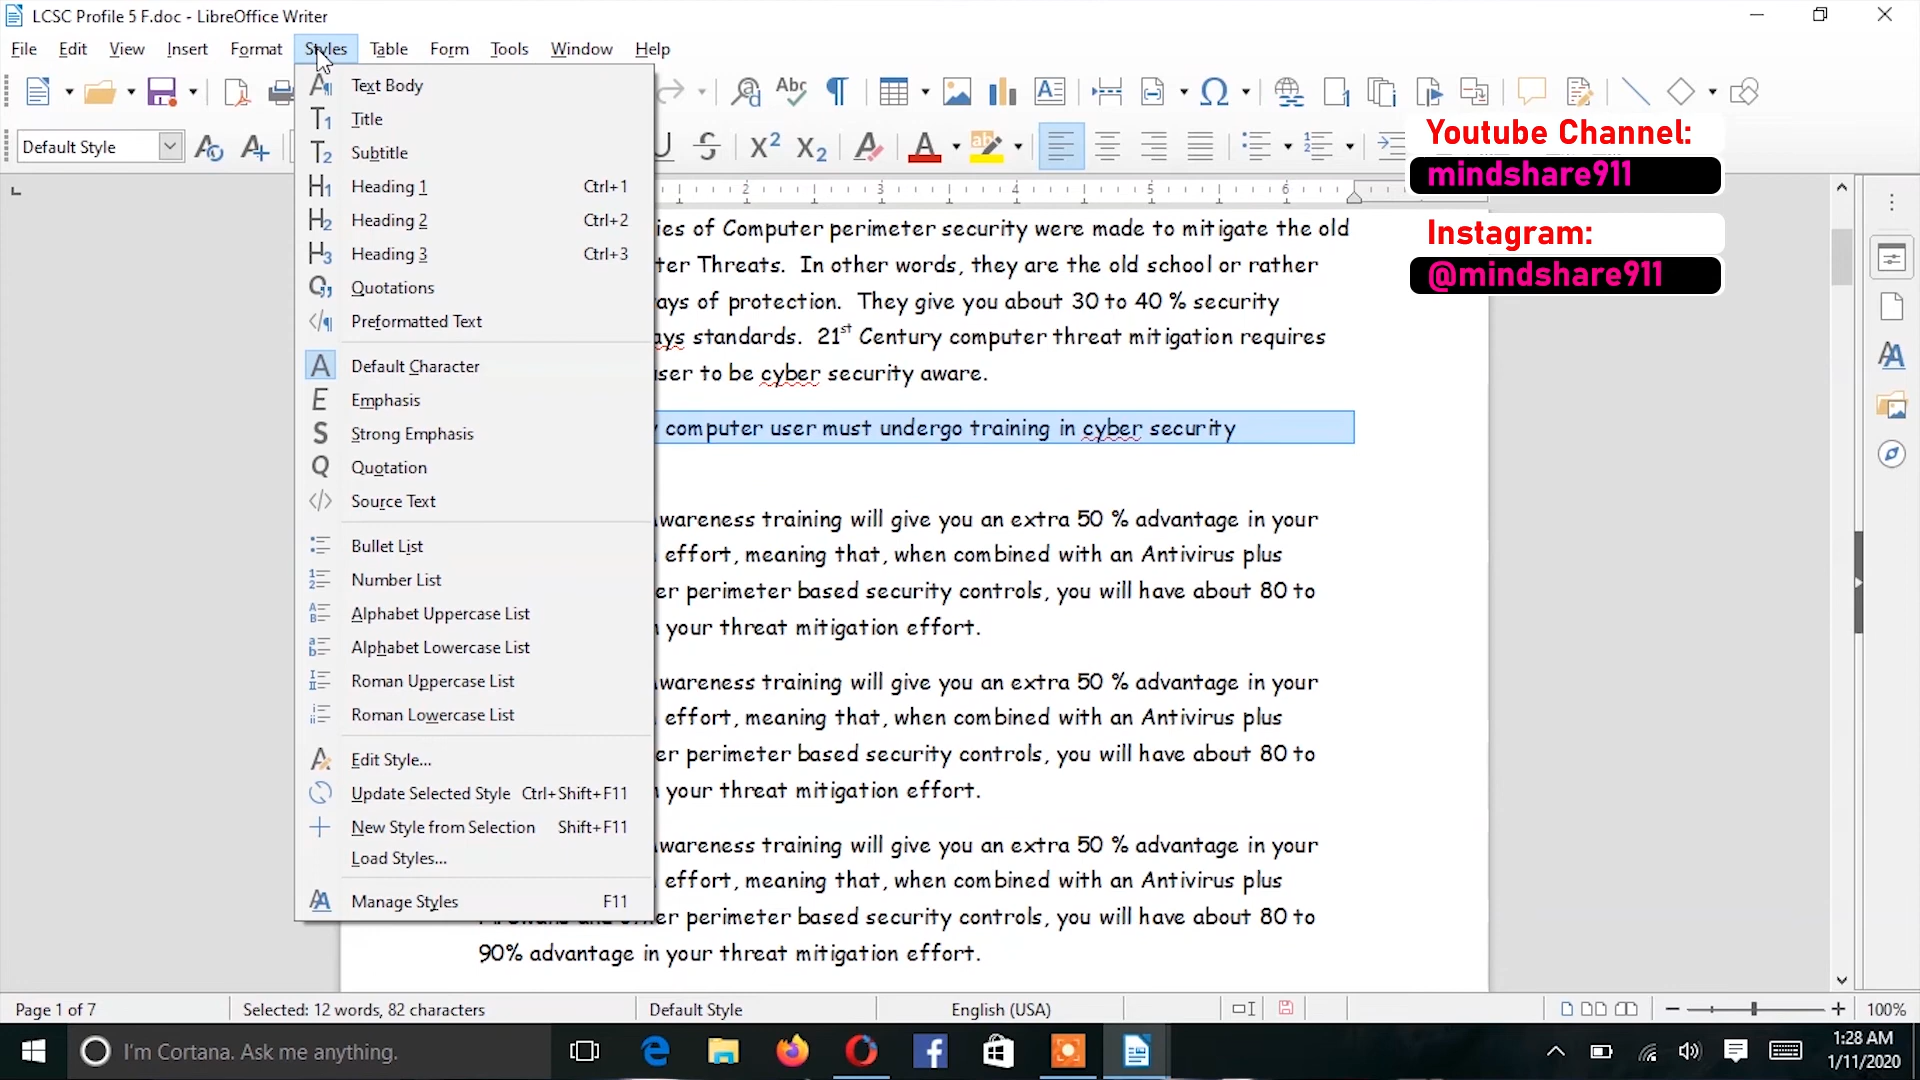 LCSC Profile 5 F.doc - LibreOffice Writer
File Edit View Insert Format Styles Table Form Tools Window Help
Abc
Default Style
Youtube Channel:
mindshare911
Instagram:
@mindshare911
Text Body
Title
Subtitle
Heading 1 Ctrl+1
Heading 2 Ctrl+2
Heading 3 Ctrl+3
Quotations
Preformatted Text
Default Character
Emphasis
Strong Emphasis
Quotation
Source Text
Bullet List
Number List
Alphabet Uppercase List
Alphabet Lowercase List
Roman Uppercase List
Roman Lowercase List
Edit Style...
Update Selected Style Ctrl+Shift+F11
New Style from Selection Shift+F11
Load Styles...
Manage Styles F11
1 2 3 4 5 6
ies of Computer perimeter security were made to mitigate the old
ter Threats. In other words, they are the old school or rather
ays of protection. They give you about 30 to 40 % security
ays standards. 21st Century computer threat mitigation requires
user to be cyber security aware.
y computer user must undergo training in cyber security
Awareness training will give you an extra 50 % advantage in your
effort, meaning that, when combined with an Antivirus plus
er perimeter based security controls, you will have about 80 to
n your threat mitigation effort.
Awareness training will give you an extra 50 % advantage in your
effort, meaning that, when combined with an Antivirus plus
er perimeter based security controls, you will have about 80 to
n your threat mitigation effort.
Awareness training will give you an extra 50 % advantage in your
effort, meaning that, when combined with an Antivirus plus
er perimeter based security controls, you will have about 80 to
90% advantage in your threat mitigation effort.
Page 1 of 7 Selected: 12 words, 82 characters Default Style English (USA) 100%
I'm Cortana. Ask me anything.
1:28 AM
1/11/2020